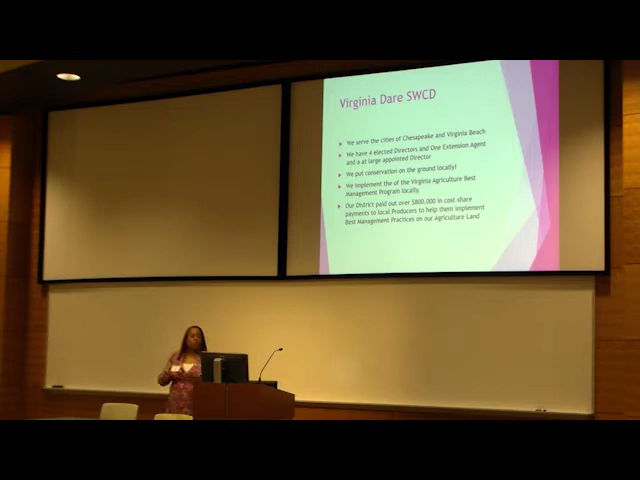 Virginia Dare SWCD
We serve the cities of Chesapeake and Virginia Beach
We have 4 elected Directors and One Extension Agent
and a at large appointed Director
We put conservation on the ground locally!
We implement the of the Virginia Agriculture Best
Management Program locally.
Our District paid out over $800,000 in cost-share
payments to local Producers to help them implement
Best Management Practices on our Agriculture Land